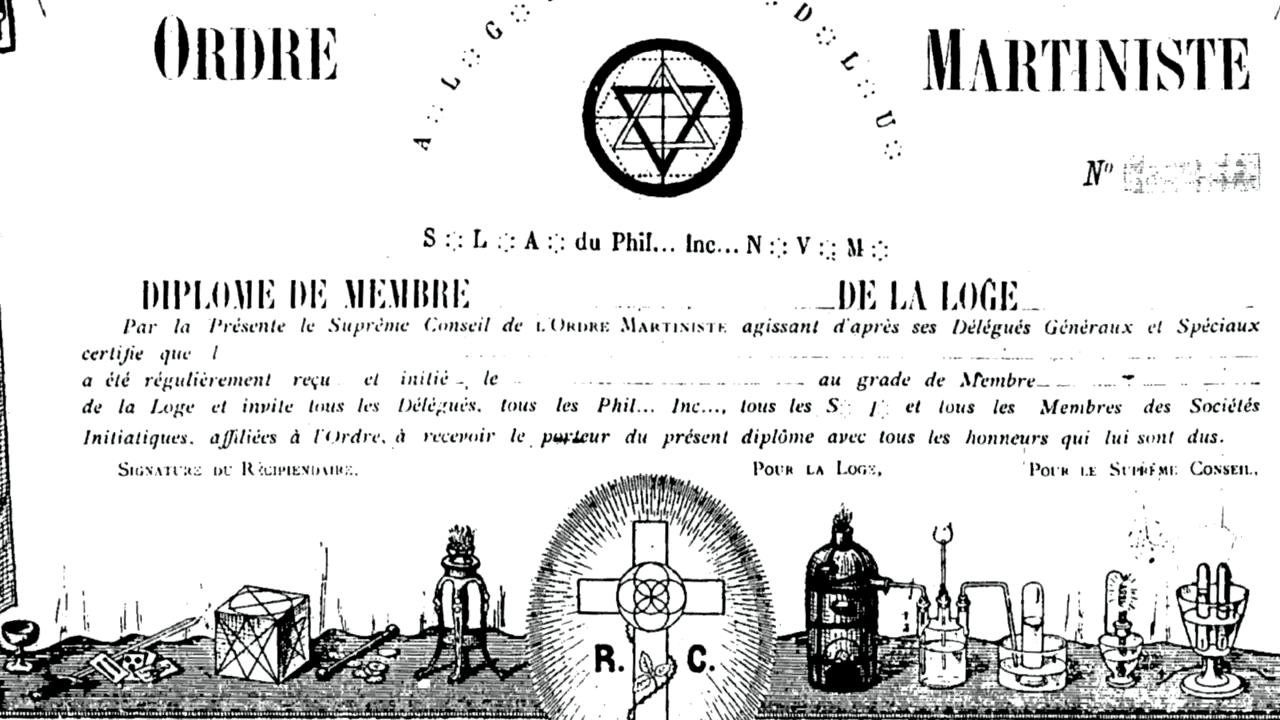 ORDRE MARTINISTE
A L G D L U
Nº
S L A du Phil... Inc... N V M
DIPLOME DE MEMBRE DE LA LOGE
Par la Présente le Suprême Conseil de L'ORDRE MARTINISTE agissant d'après ses Délégués Généraux et Spéciaux
certifie que l
a été régulièrement reçu et initié le au grade de Membre
de la Loge et invite tous les Délégués, tous les Phil... Inc..., tous les S I et tous les Membres des Sociétés
Initiatiques, affiliées à l'Ordre, à recevoir le porteur du présent diplôme avec tous les honneurs qui lui sont dus.
SIGNATURE DU RÉCIPIENDAIRE. POUR LA LOGE, POUR LE SUPRÊME CONSEIL,
R. C.